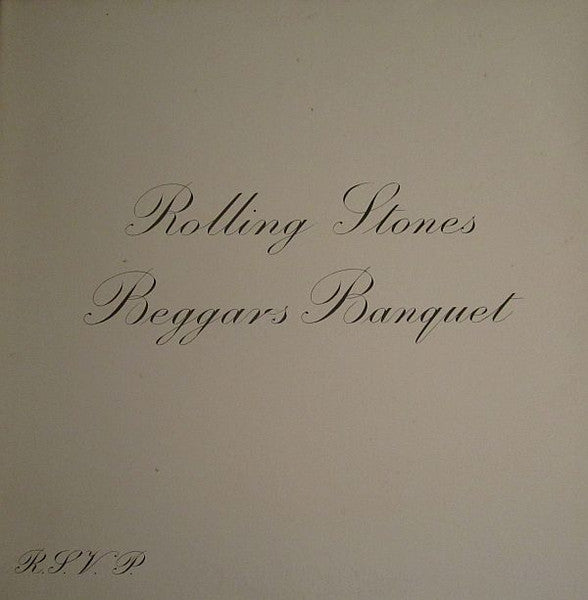 Rolling Stones
Beggars Banquet
R.S.V.P.